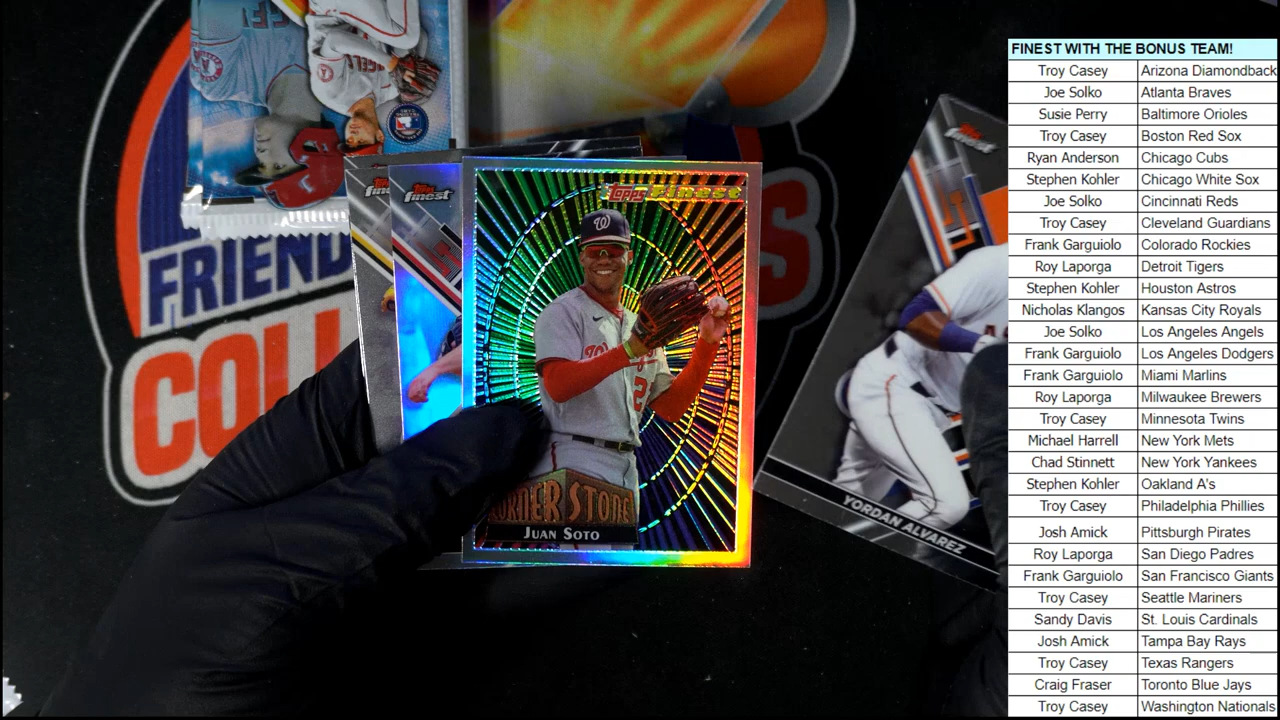 FINEST WITH THE BONUS TEAM!
Troy Casey Arizona Diamondback
Joe Solko Atlanta Braves
Susie Perry Baltimore Orioles
Troy Casey Boston Red Sox
Ryan Anderson Chicago Cubs
Stephen Kohler Chicago White Sox
Joe Solko Cincinnati Reds
Troy Casey Cleveland Guardians
Frank Garguiolo Colorado Rockies
Roy Laporga Detroit Tigers
Stephen Kohler Houston Astros
Nicholas Klangos Kansas City Royals
Joe Solko Los Angeles Angels
Frank Garguiolo Los Angeles Dodgers
Frank Garguiolo Miami Marlins
Roy Laporga Milwaukee Brewers
Troy Casey Minnesota Twins
Michael Harrell New York Mets
Chad Stinnett New York Yankees
Stephen Kohler Oakland A's
Troy Casey Philadelphia Phillies
Josh Amick Pittsburgh Pirates
Roy Laporga San Diego Padres
Frank Garguiolo San Francisco Giants
Troy Casey Seattle Mariners
Sandy Davis St. Louis Cardinals
Josh Amick Tampa Bay Rays
Troy Casey Texas Rangers
Craig Fraser Toronto Blue Jays
Troy Casey Washington Nationals
FRIEND
COLL
S
Topps finest
Topps Finest
W
2
ORNER STONE
JUAN SOTO
YORDAN ALVAREZ